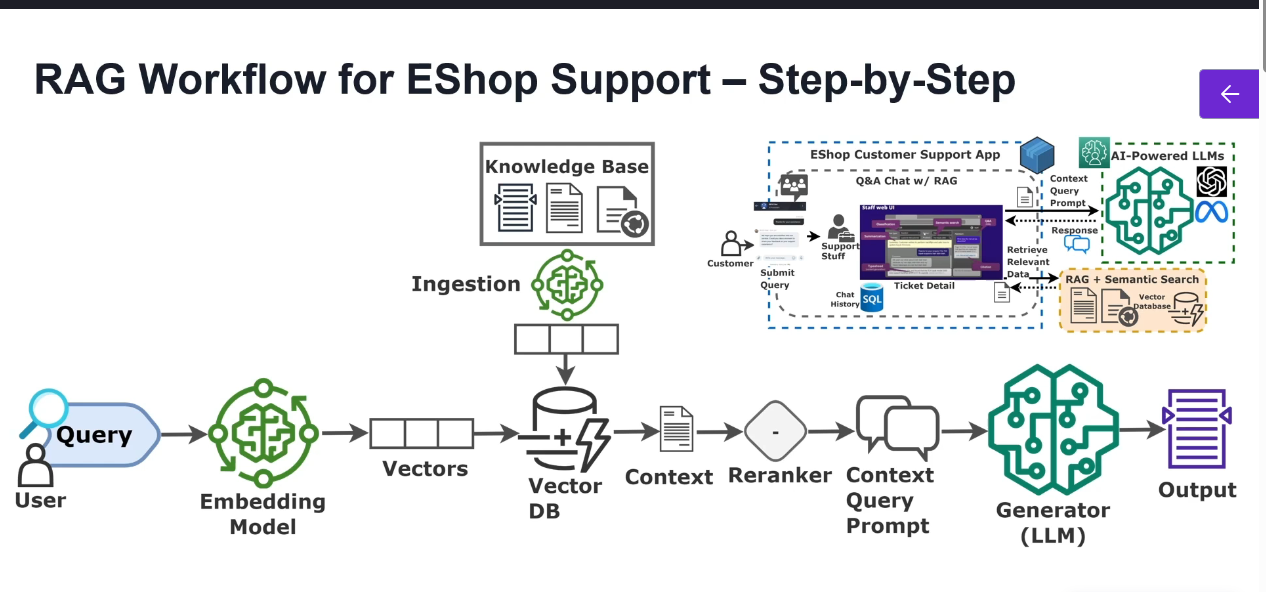 RAG Workflow for EShop Support – Step-by-Step
Knowledge Base
Ingestion
EShop Customer Support App
Q&A Chat w/ RAG
Customer
Submit
Query
Support
Stuff
Staff web UI
Ticket Detail
Chat
History
SQL
Context
Query
Prompt
Response
Retrieve
Relevant
Data
AI-Powered LLMs
RAG + Semantic Search
Vector
Database
Query
User
Embedding
Model
Vectors
Vector
DB
Context
Reranker
-
Context
Query
Prompt
Generator
(LLM)
Output